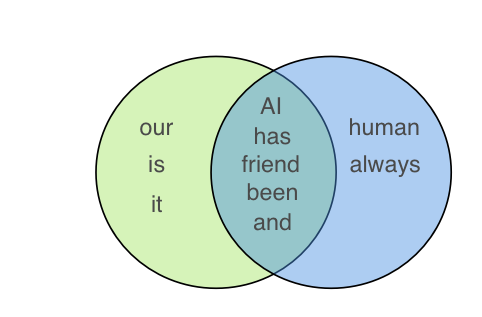 our
is
it
AI
has
friend
been
and
human
always